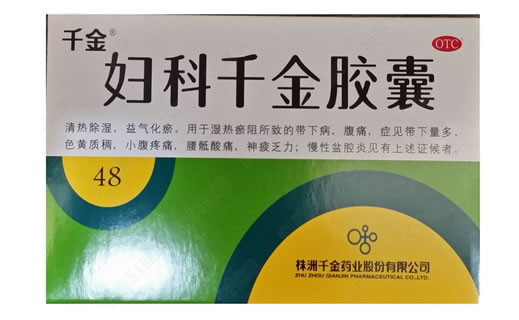 千金®
OTC
妇科千金胶囊
清热除湿，益气化瘀。用于湿热瘀阻所致的带下病、腹痛，症见带下量多、
色黄质稠，小腹疼痛，腰骶酸痛，神疲乏力；慢性盆腔炎见有上述证候者。
48
株洲千金药业股份有限公司
ZHU ZHOU QIANJIN PHARMACEUTICAL CO.,LTD.